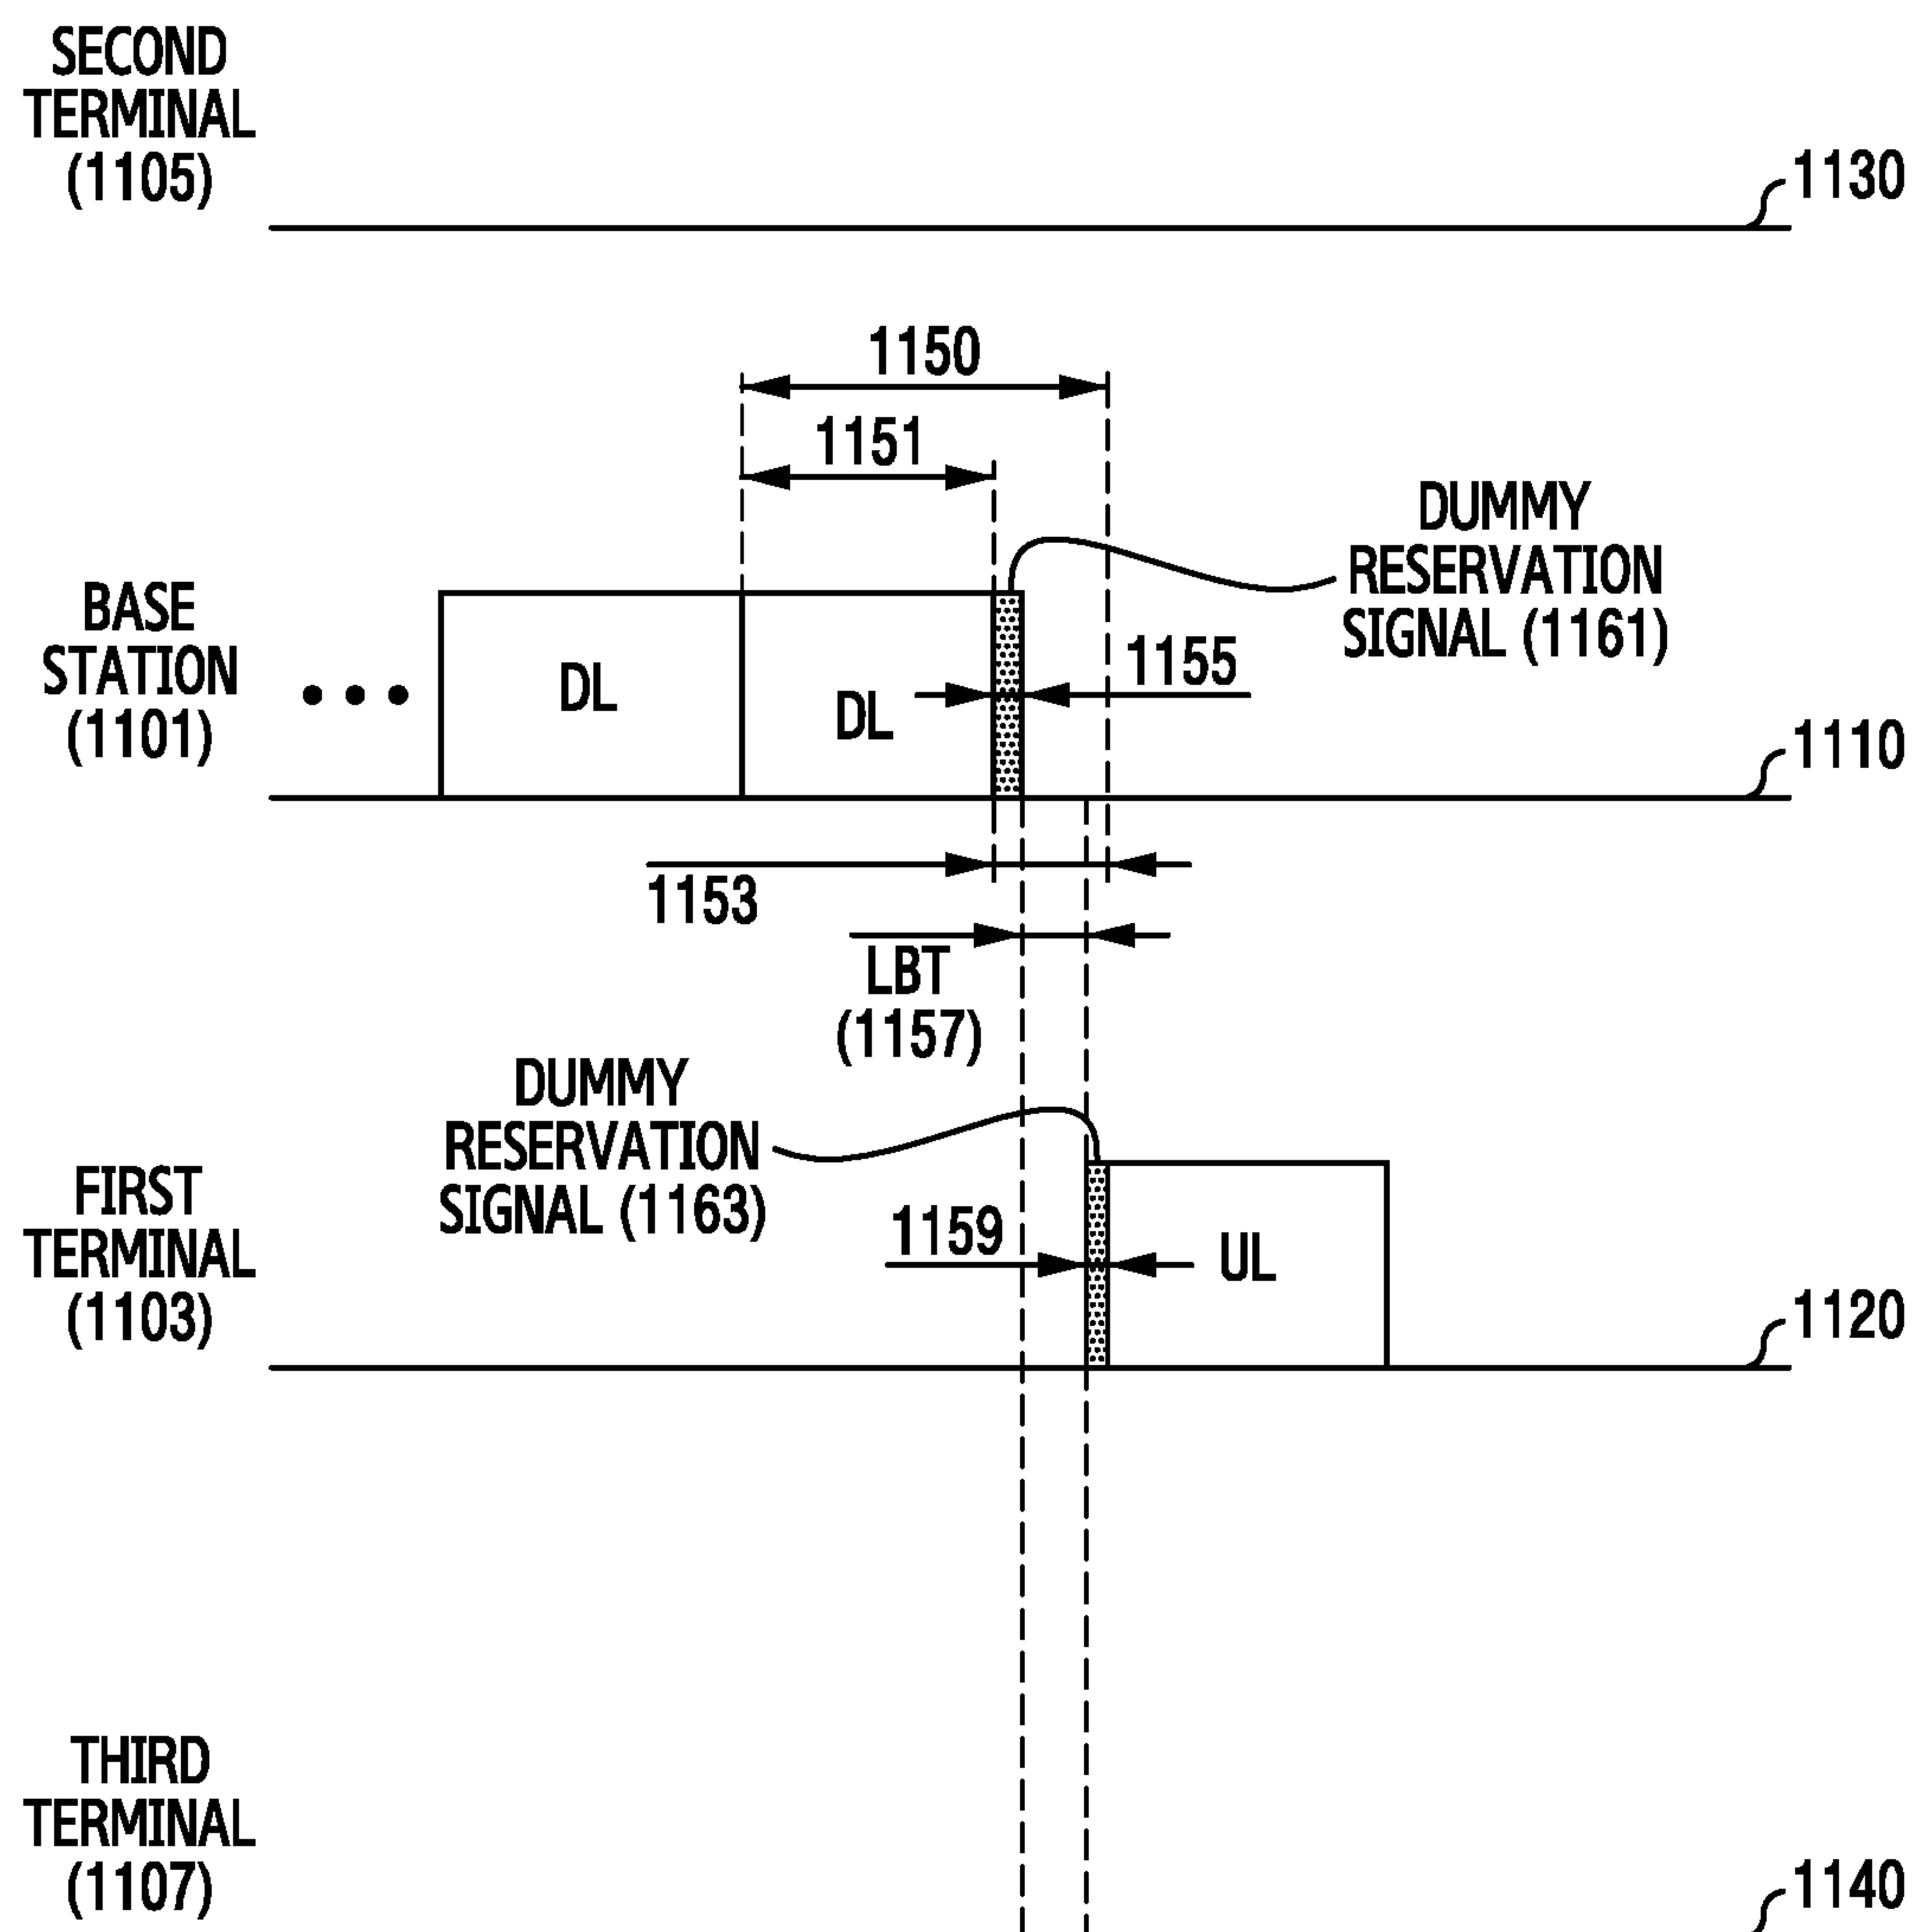 SECOND
TERMINAL
(1105)
1130
1150
1151
DUMMY
RESERVATION
SIGNAL (1161)
BASE
STATION
(1101)
DL
DL
1155
1110
1153
LBT
(1157)
DUMMY
RESERVATION
SIGNAL (1163)
FIRST
TERMINAL
(1103)
1159
UL
1120
THIRD
TERMINAL
(1107)
1140